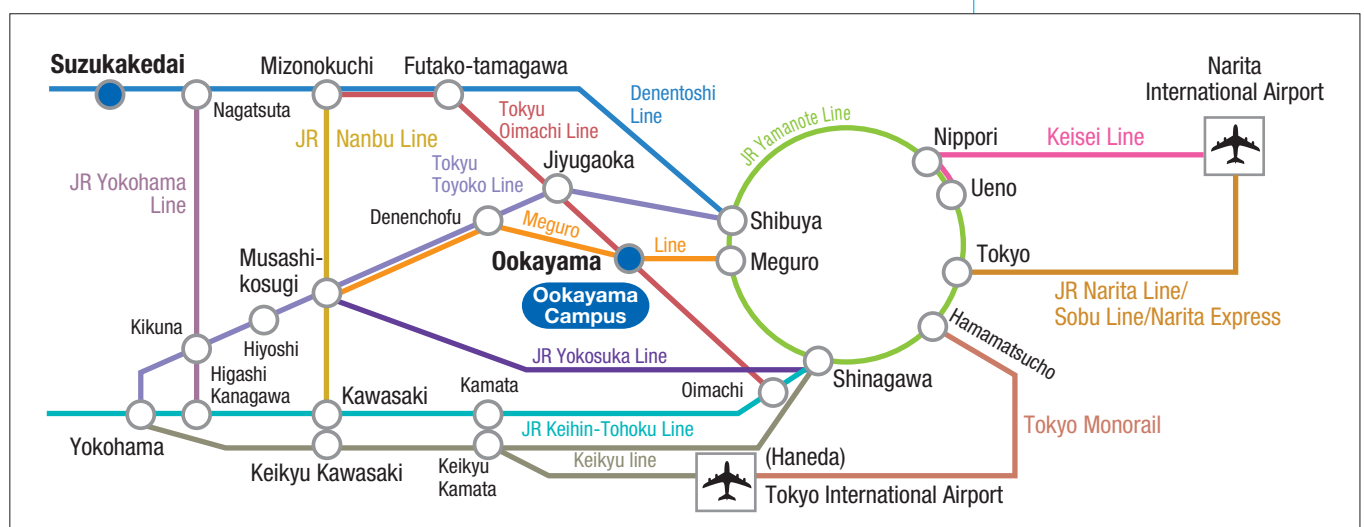 Suzukakedai
Mizonokuchi
Futako-tamagawa
Narita
International Airport
Nagatsuta
Tokyu
Oimachi Line
Denentoshi
Line
JR Yamanote Line
Nippori
Keisei Line
JR Nanbu Line
Tokyu
Toyoko Line
Jiyugaoka
Ueno
JR Yokohama
Line
Denenchofu
Meguro
Line
Shibuya
Ookayama
Meguro
Tokyo
Musashi-
kosugi
Ookayama
Campus
JR Narita Line/
Sobu Line/Narita Express
Kikuna
Hiyoshi
Hamamatsucho
JR Yokosuka Line
Shinagawa
Higashi
Kanagawa
Kawasaki
Kamata
Oimachi
Yokohama
JR Keihin-Tohoku Line
Tokyo Monorail
Keikyu Kawasaki
Keikyu
Kamata
Keikyu line
(Haneda)
Tokyo International Airport